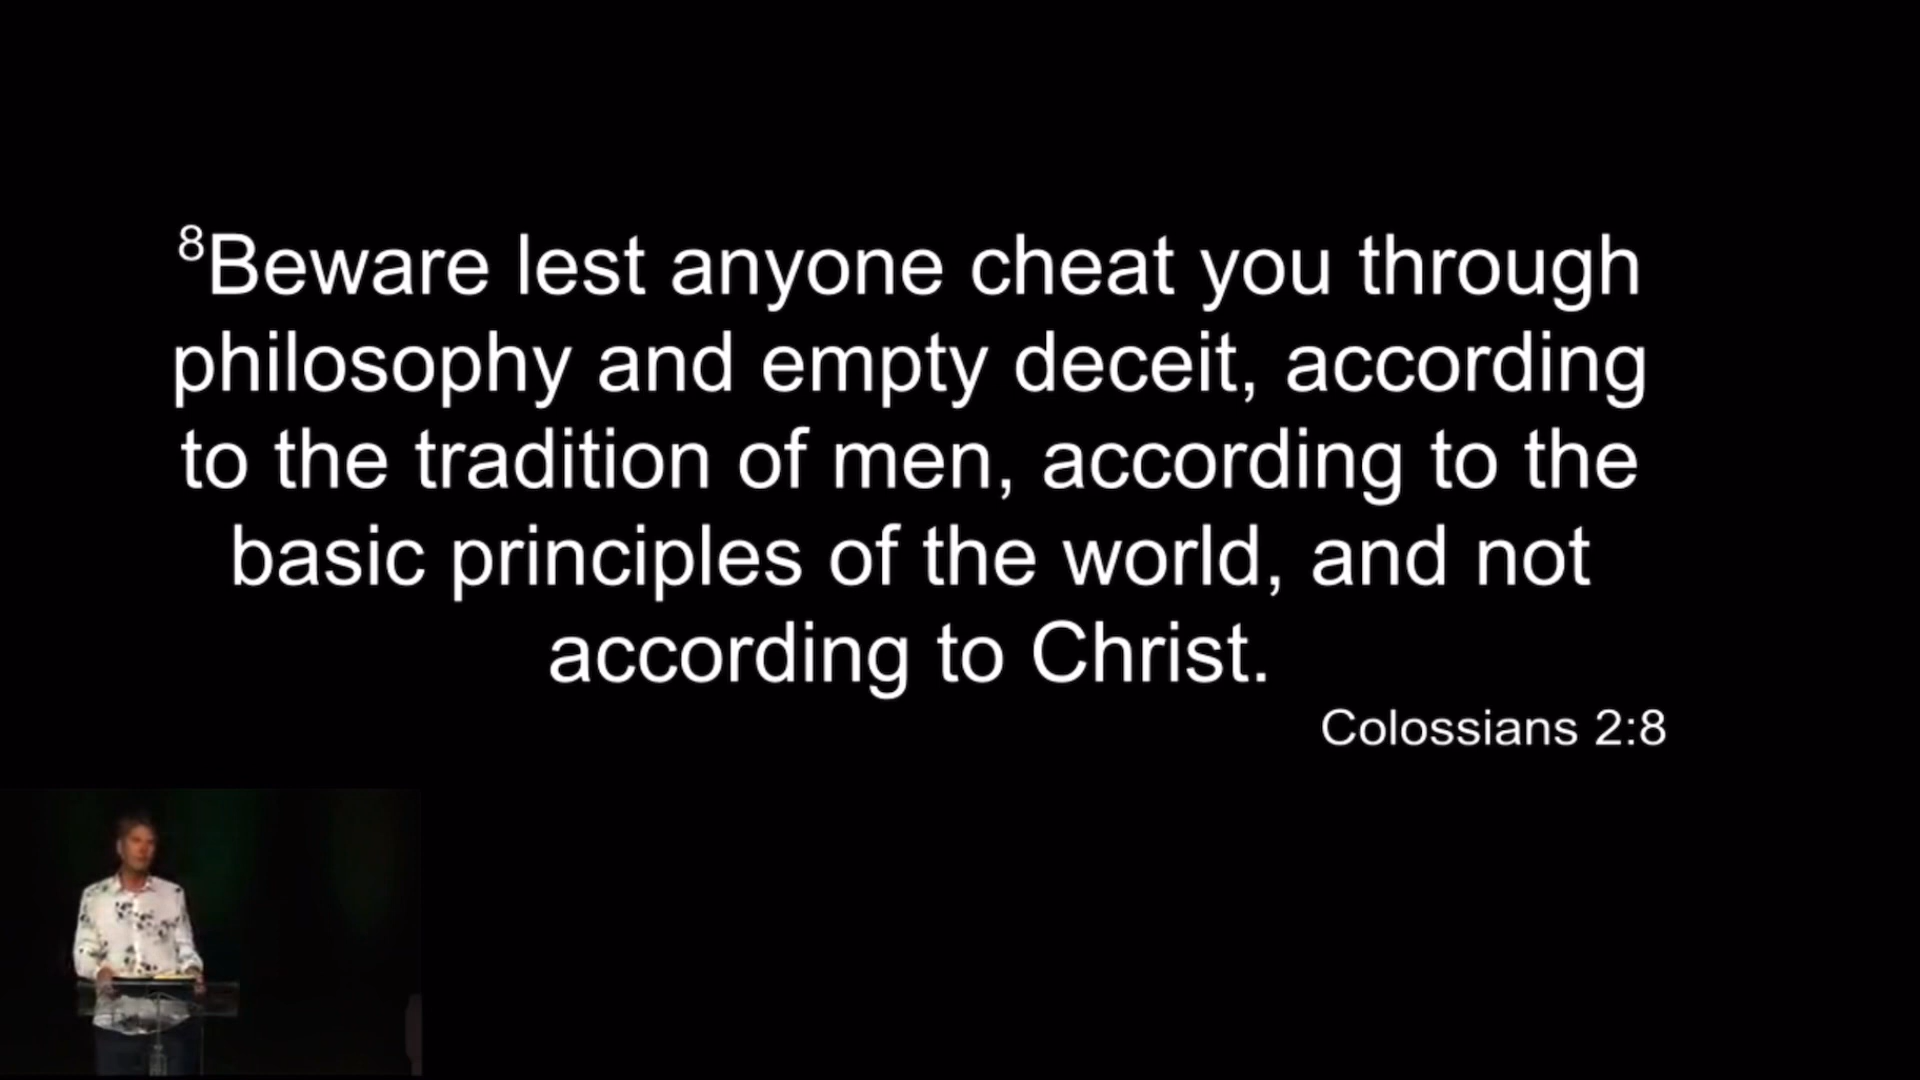 ⁸Beware lest anyone cheat you through
philosophy and empty deceit, according
to the tradition of men, according to the
basic principles of the world, and not
according to Christ.
Colossians 2:8